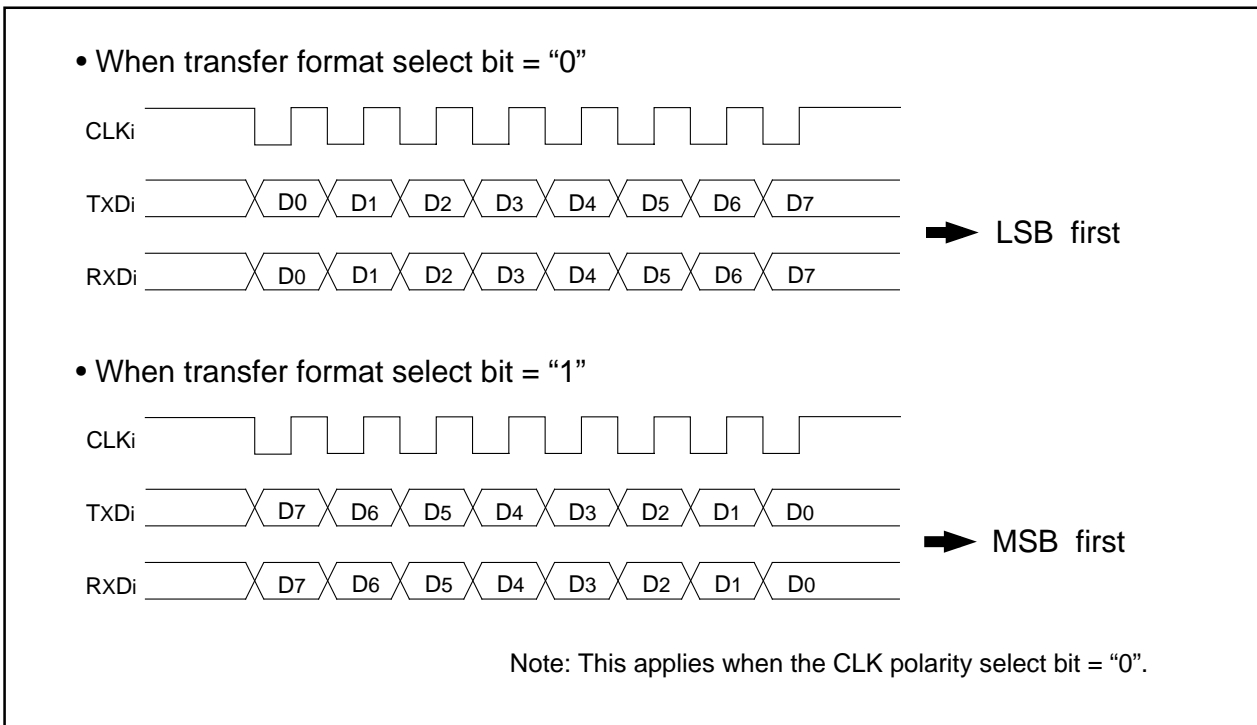 • When transfer format select bit = “0”
CLKi
TXDi D0 D1 D2 D3 D4 D5 D6 D7
LSB first
RXDi D0 D1 D2 D3 D4 D5 D6 D7
• When transfer format select bit = “1”
CLKi
TXDi D7 D6 D5 D4 D3 D2 D1 D0
MSB first
RXDi D7 D6 D5 D4 D3 D2 D1 D0
Note: This applies when the CLK polarity select bit = “0”.